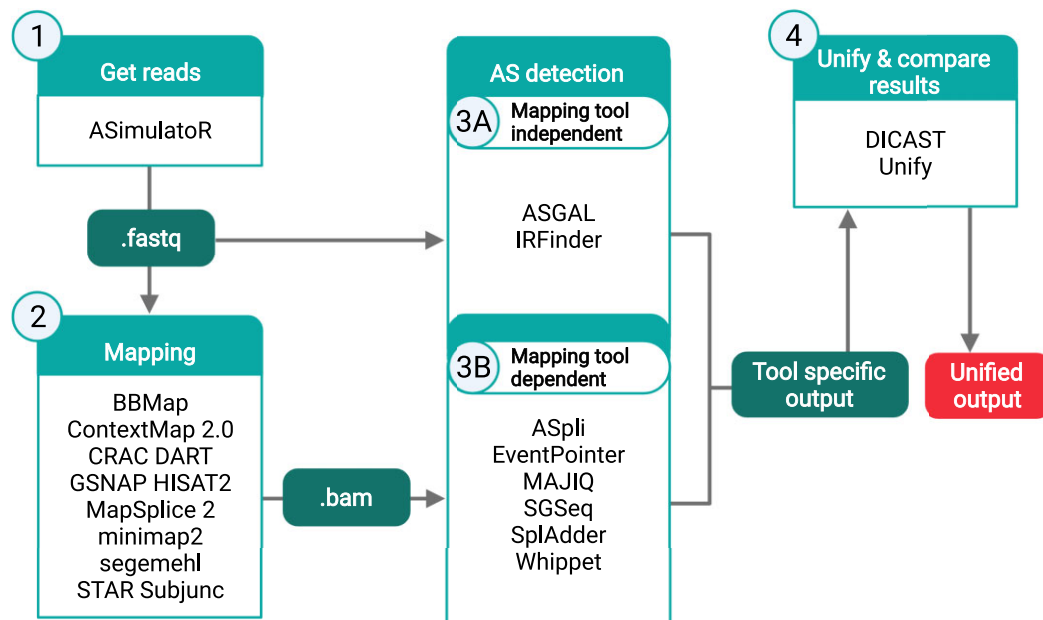 1
Get reads
ASimulatoR
.fastq
2
Mapping
BBMap
ContextMap 2.0
CRAC DART
GSNAP HISAT2
MapSplice 2
minimap2
segemehl
STAR Subjunc
.bam
AS detection
3A
Mapping tool
independent
ASGAL
IRFinder
3B
Mapping tool
dependent
ASpli
EventPointer
MAJIQ
SGSeq
SplAdder
Whippet
Tool specific
output
4
Unify & compare
results
DICAST
Unify
Unified
output